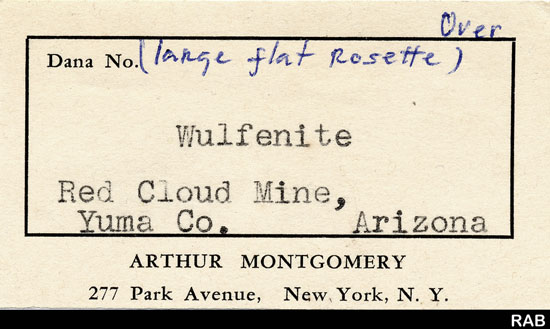 Over
Dana No. (large flat Rosette)
Wulfenite
Red Cloud Mine,
Yuma Co. Arizona
ARTHUR MONTGOMERY
277 Park Avenue, New York, N. Y.
RAB